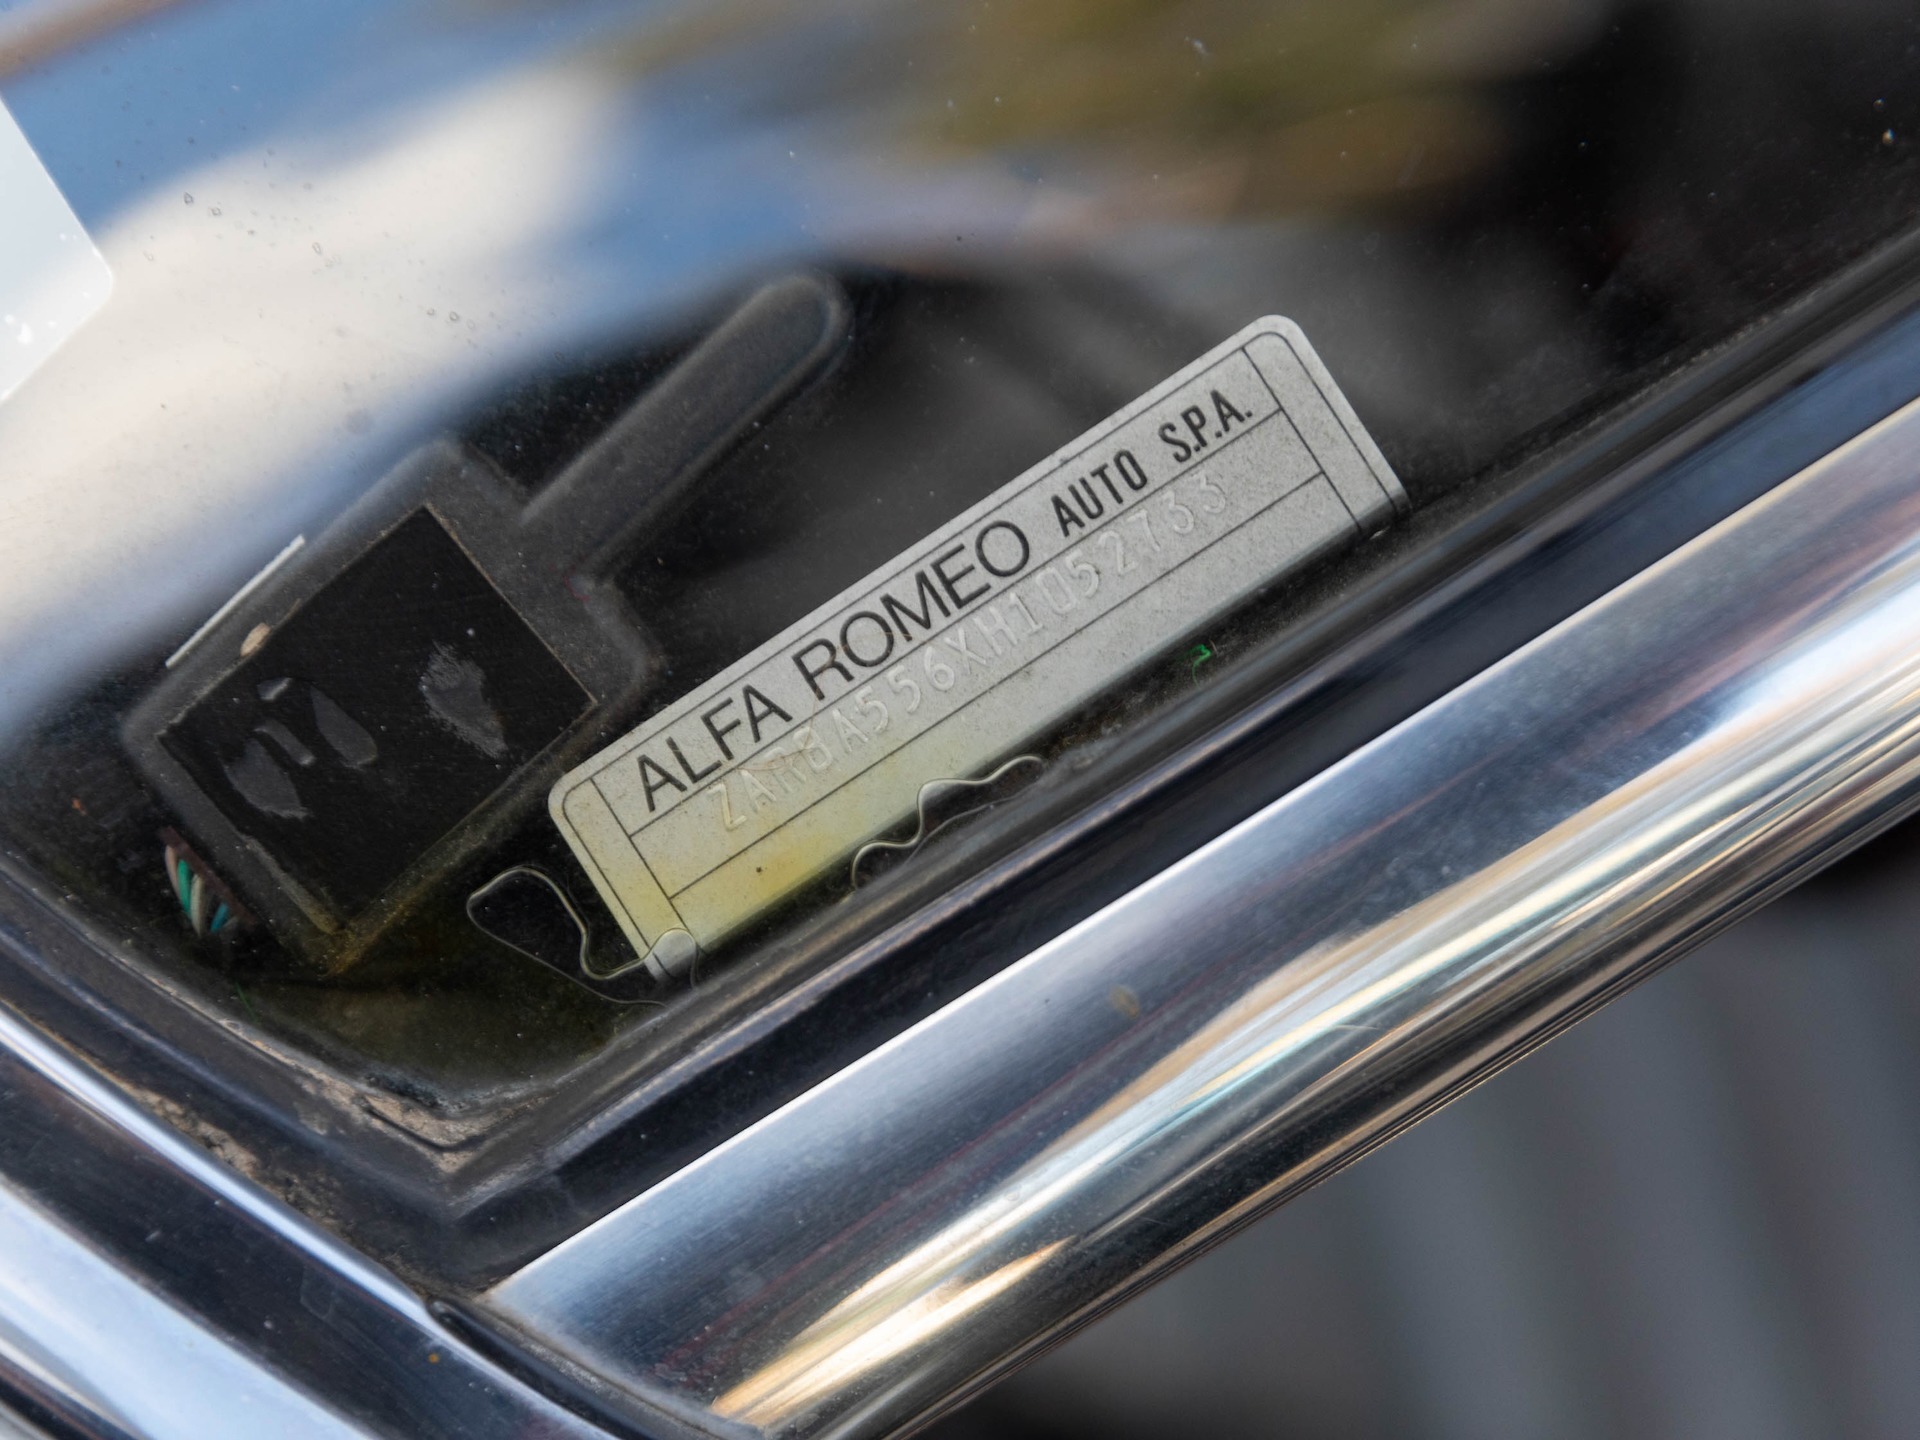 ALFA ROMEO AUTO S.P.A.
ZARBA556XH1052733